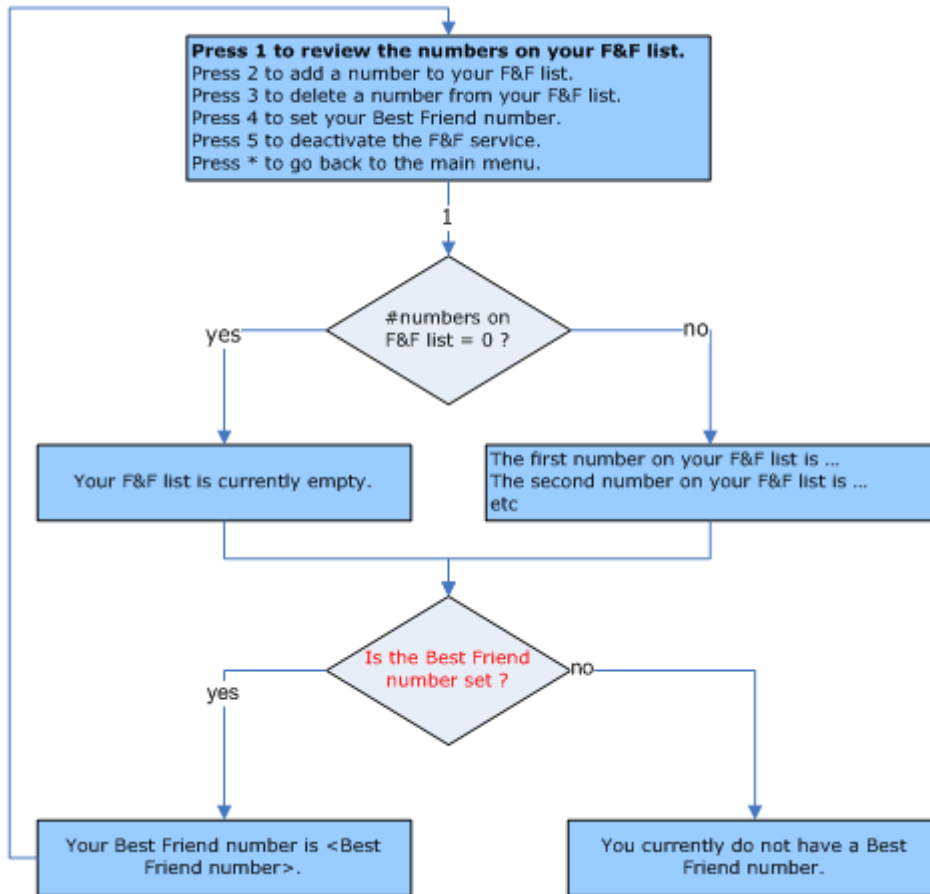 Press 1 to review the numbers on your F&F list.
Press 2 to add a number to your F&F list.
Press 3 to delete a number from your F&F list.
Press 4 to set your Best Friend number.
Press 5 to deactivate the F&F service.
Press * to go back to the main menu.
1
#numbers on
F&F list = 0 ?
yes
no
Your F&F list is currently empty.
The first number on your F&F list is ...
The second number on your F&F list is ...
etc
Is the Best Friend
number set ?
yes
no
Your Best Friend number is <Best
Friend number>.
You currently do not have a Best
Friend number.